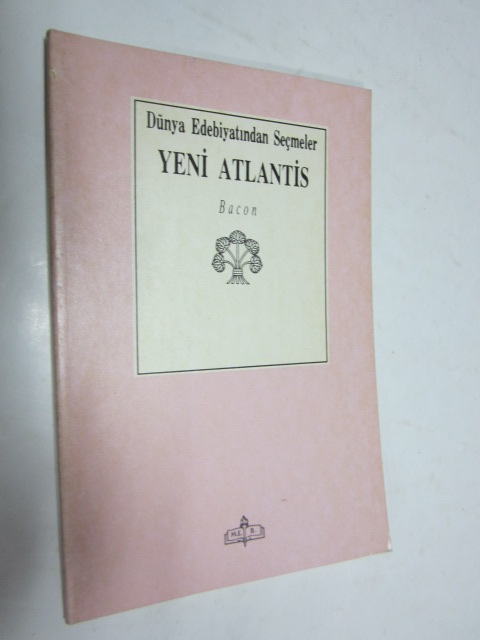 Dünya Edebiyatından Seçmeler
YENİ ATLANTİS
Bacon
M.E. B.